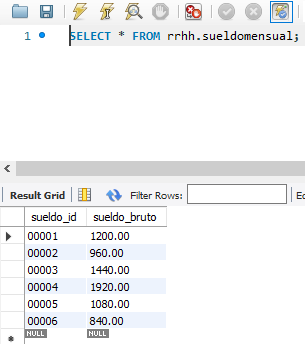 1 SELECT * FROM rrhh.sueldomensual;
Result Grid Filter Rows: Ec
sueldo_id sueldo_bruto
00001 1200.00
00002 960.00
00003 1440.00
00004 1920.00
00005 1080.00
00006 840.00
NULL NULL